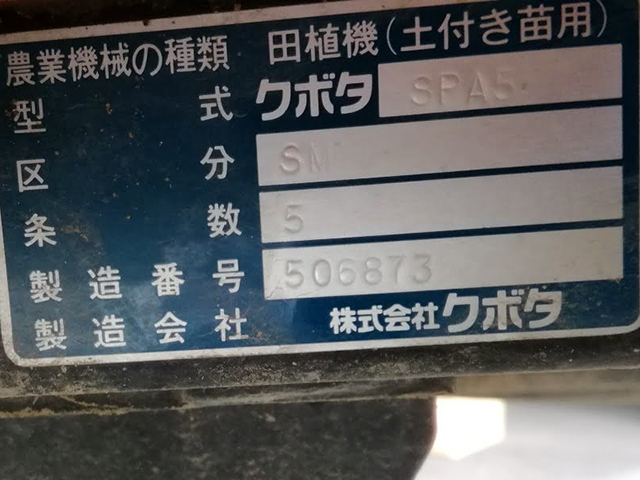 農業機械の種類 田植機(土付き苗用)
型式 クボタ SPA5
区分 SM
条数 5
製造番号 506873
製造会社 株式会社クボタ